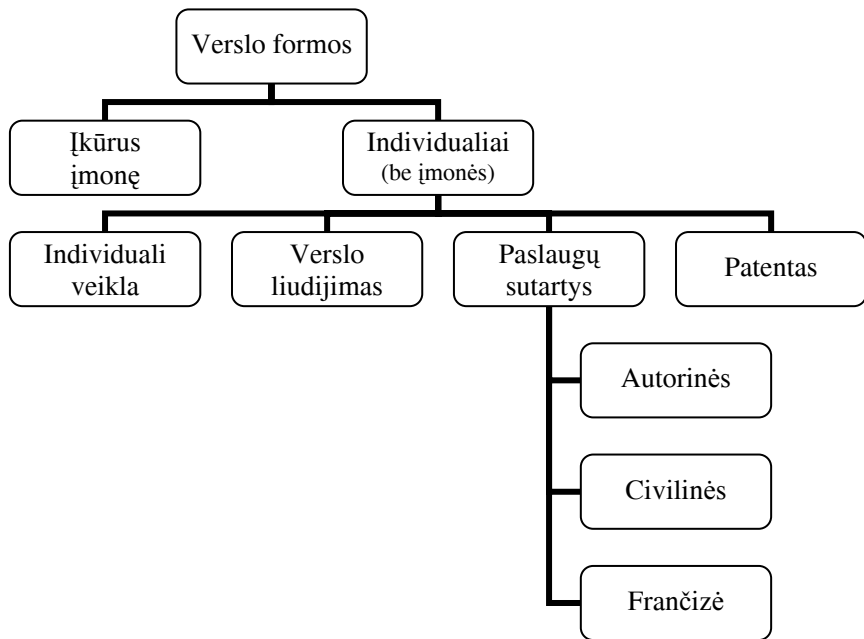 Verslo formos
Įkūrus
įmonę
Individualiai
(be įmonės)
Individuali
veikla
Verslo
liudijimas
Paslaugų
sutartys
Patentas
Autorinės
Civilinės
Frančizė